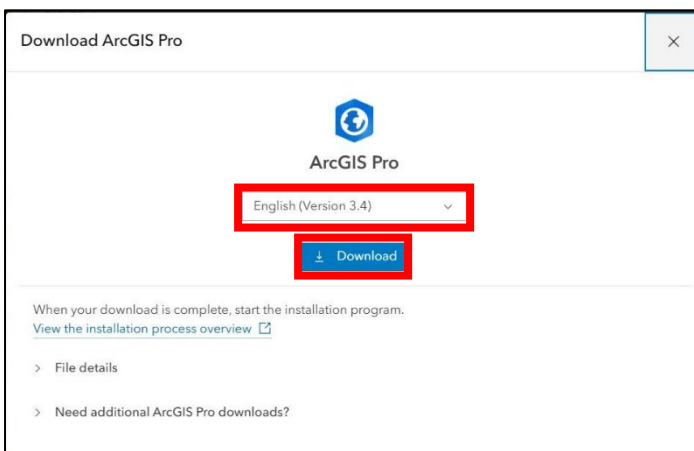 Download ArcGIS Pro
ArcGIS Pro
English (Version 3.4)
Download
When your download is complete, start the installation program.
View the installation process overview
File details
Need additional ArcGIS Pro downloads?